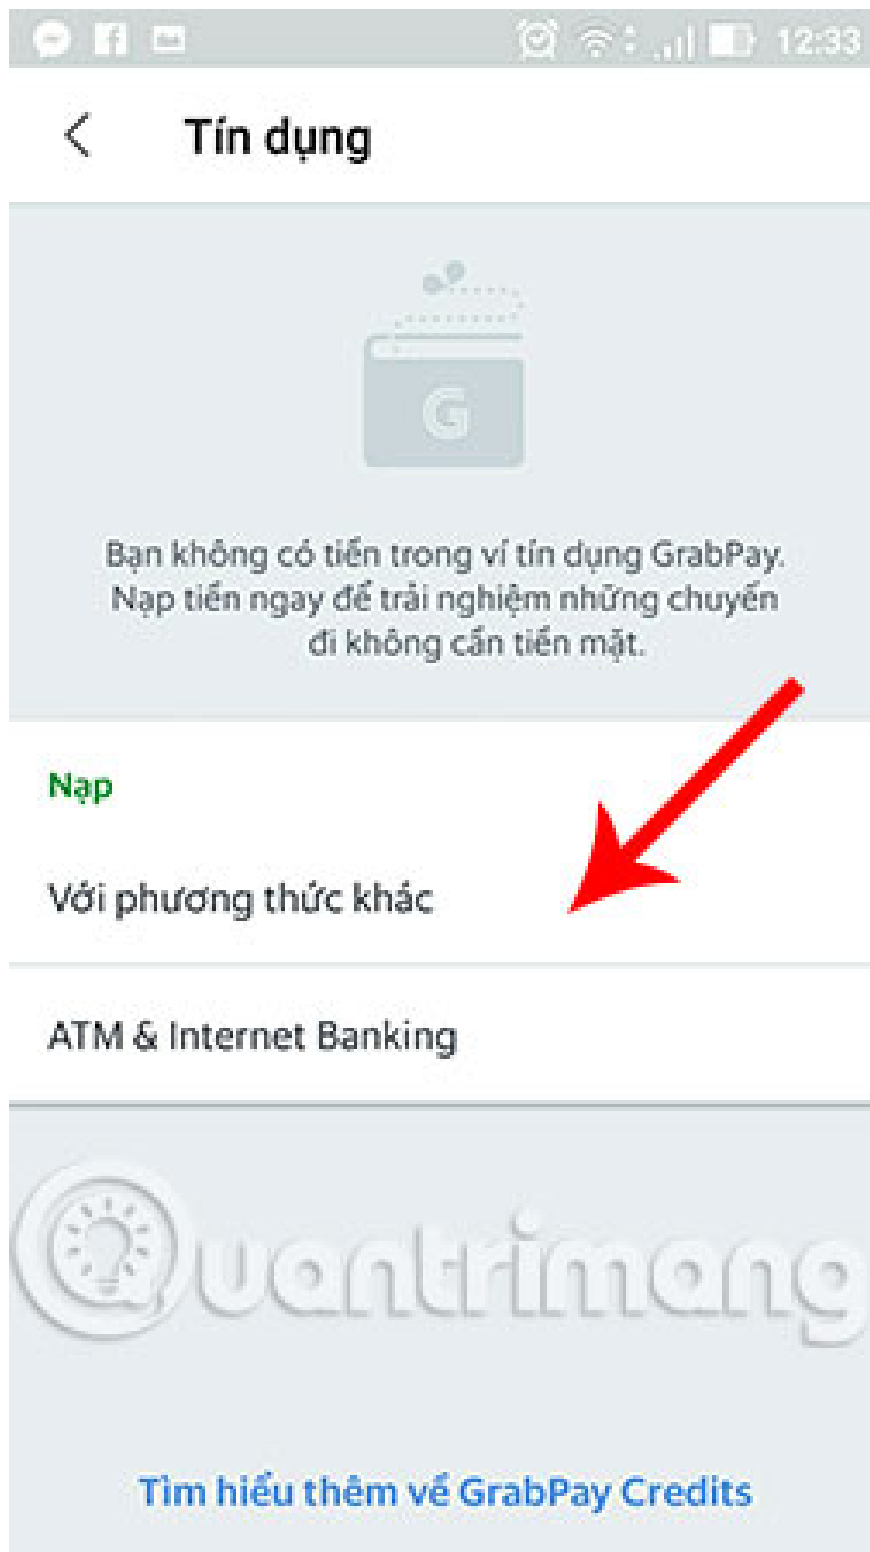 12:33
Tín dụng
G
Bạn không có tiền trong ví tín dụng GrabPay.
Nạp tiền ngay để trải nghiệm những chuyến
đi không cần tiền mặt.
Nạp
Với phương thức khác
ATM & Internet Banking
Quantrimang
Tìm hiểu thêm về GrabPay Credits